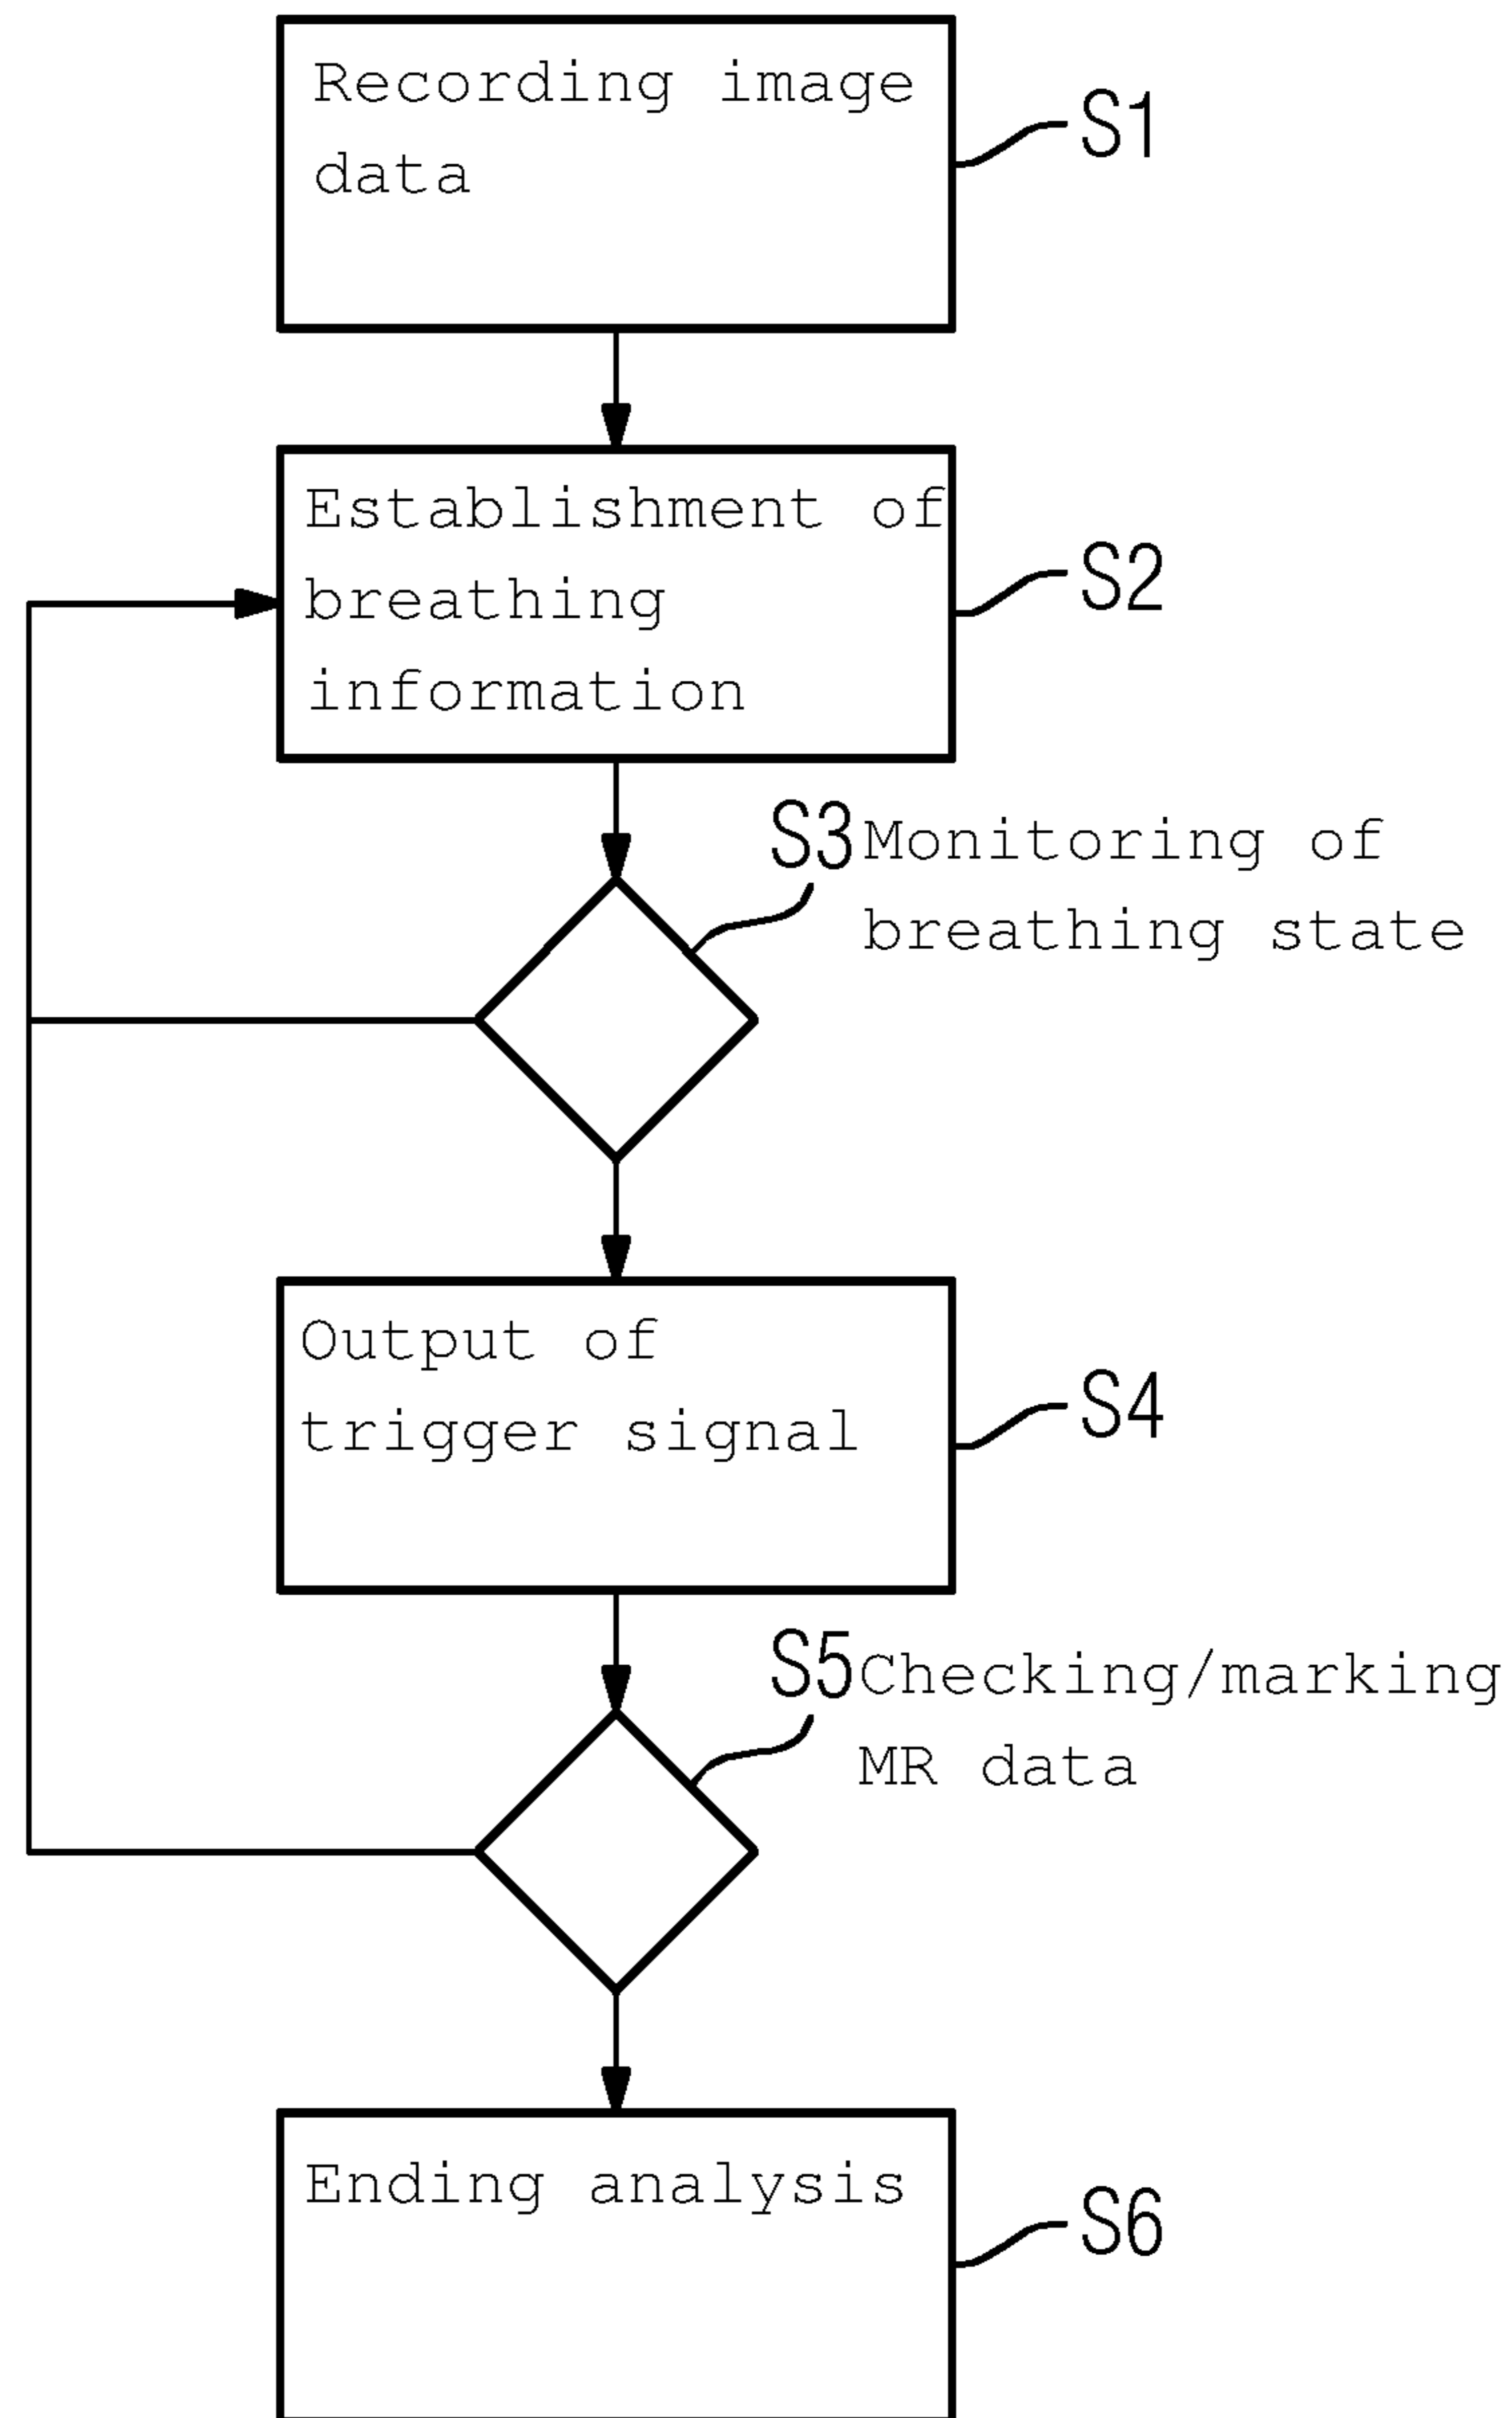 Recording image
data
S1
Establishment of
breathing
information
S2
S3 Monitoring of
breathing state
Output of
trigger signal
S4
S5 Checking/marking
MR data
Ending analysis
S6